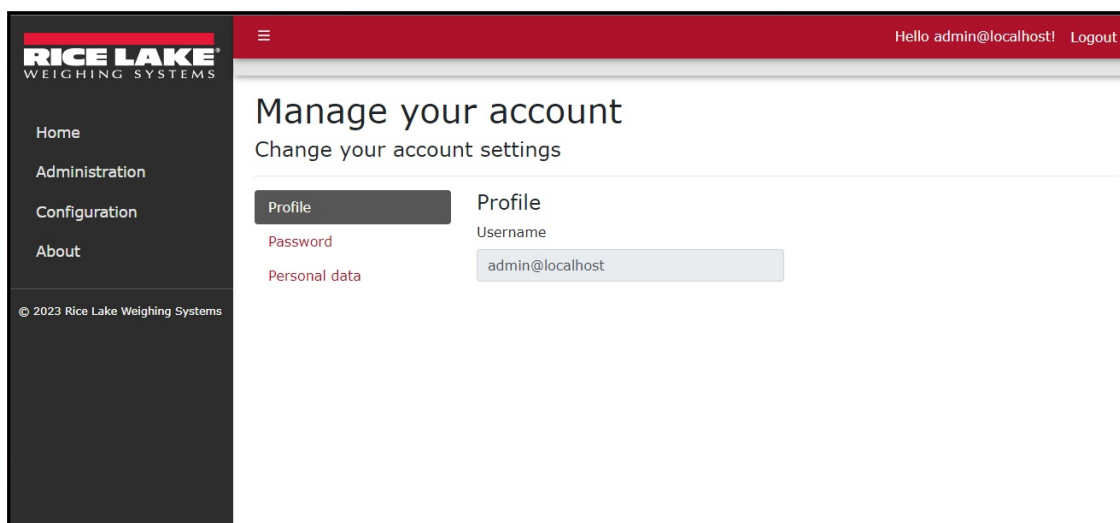 RICE LAKE®
WEIGHING SYSTEMS
Home
Administration
Configuration
About
© 2023 Rice Lake Weighing Systems
☰
Hello admin@localhost! Logout
Manage your account
Change your account settings
Profile
Password
Personal data
Profile
Username
admin@localhost